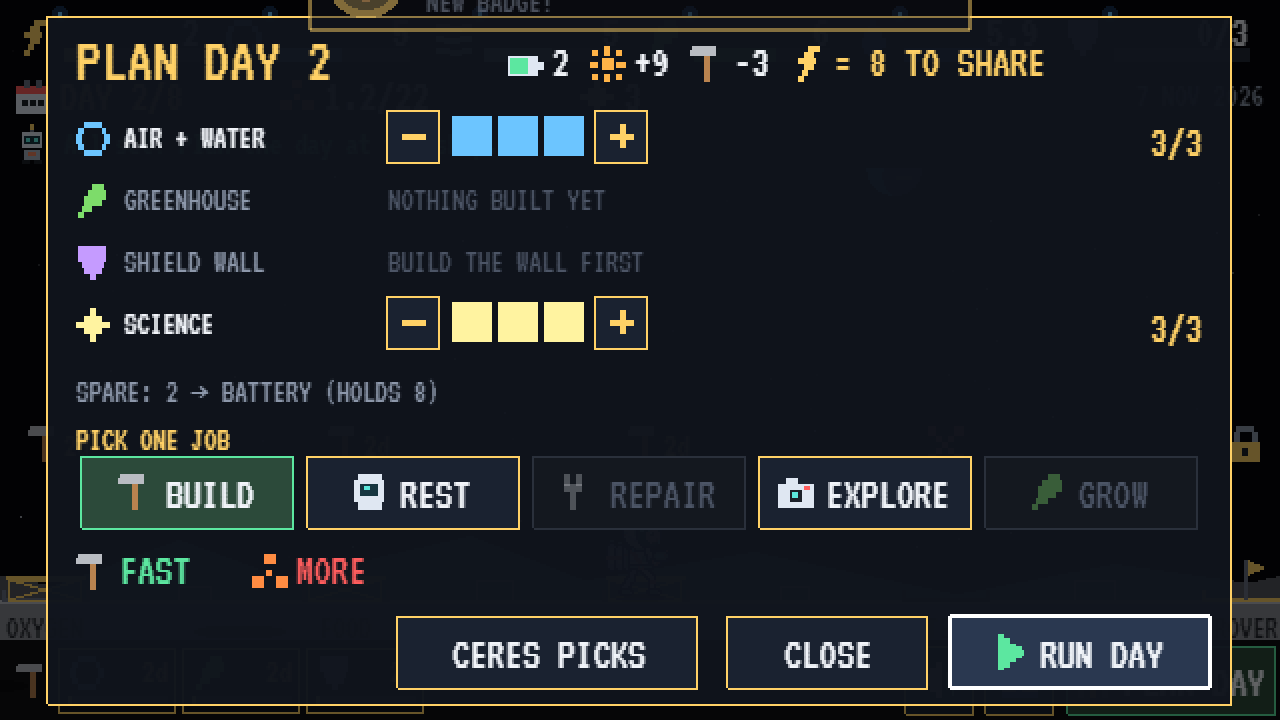 NEW BADGE!
PLAN DAY 2
2 +9 -3 = 8 TO SHARE
AIR + WATER
3/3
GREENHOUSE NOTHING BUILT YET
SHIELD WALL BUILD THE WALL FIRST
SCIENCE
3/3
SPARE: 2 → BATTERY (HOLDS 8)
PICK ONE JOB
BUILD REST REPAIR EXPLORE GROW
FAST MORE
CERES PICKS CLOSE RUN DAY